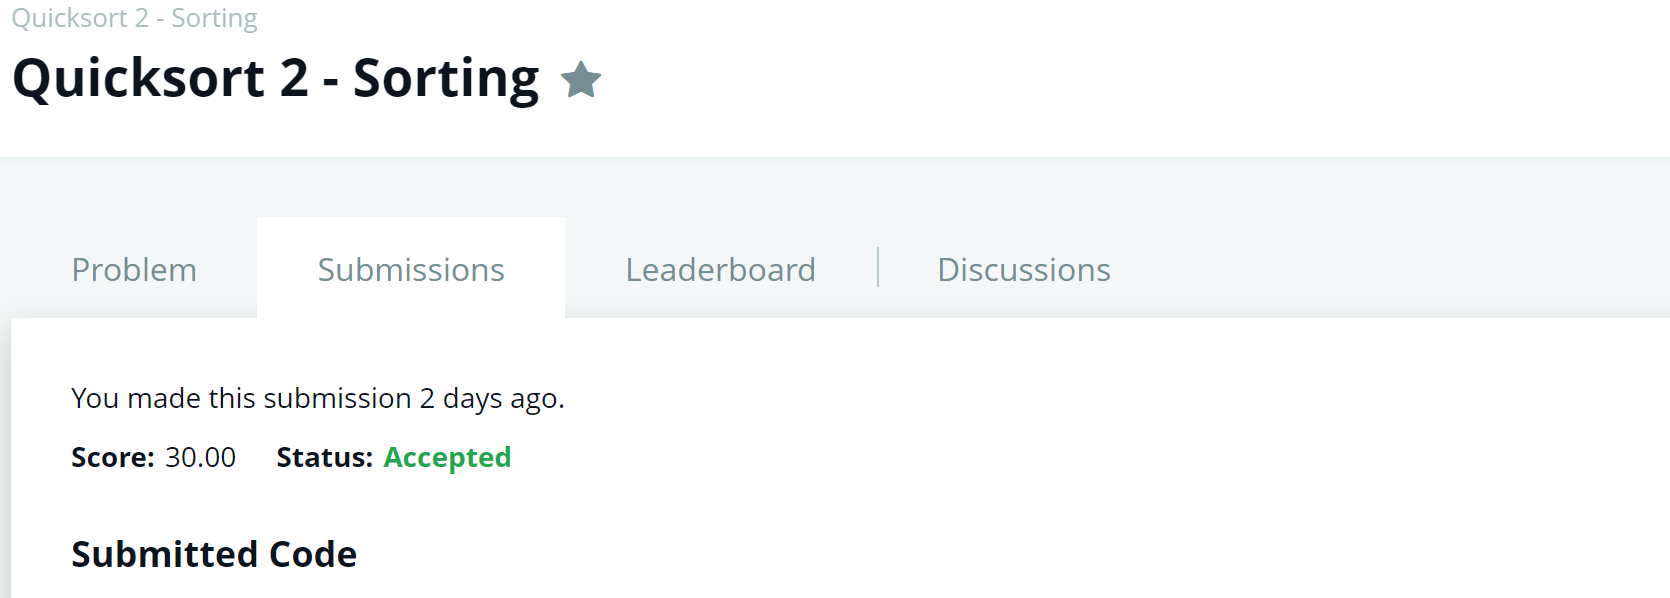 Quicksort 2 - Sorting
Quicksort 2 - Sorting
Problem Submissions Leaderboard Discussions
You made this submission 2 days ago.
Score: 30.00 Status: Accepted
Submitted Code